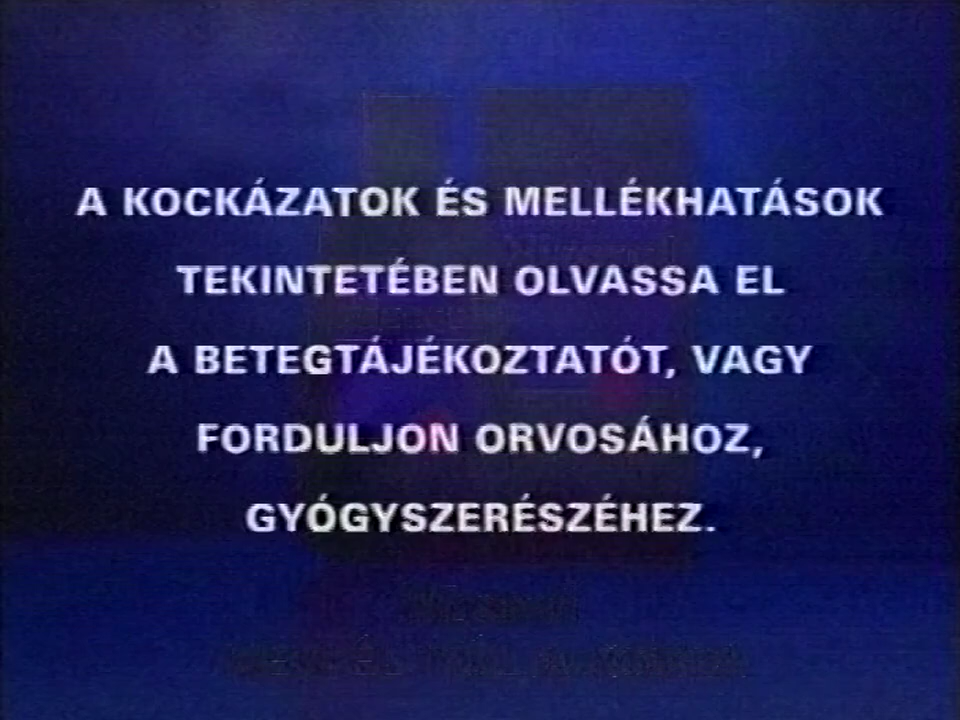 A KOCKÁZATOK ÉS MELLÉKHATÁSOK
TEKINTETÉBEN OLVASSA EL
A BETEGTÁJÉKOZTATÓT, VAGY
FORDULJON ORVOSÁHOZ,
GYÓGYSZERÉSZÉHEZ.